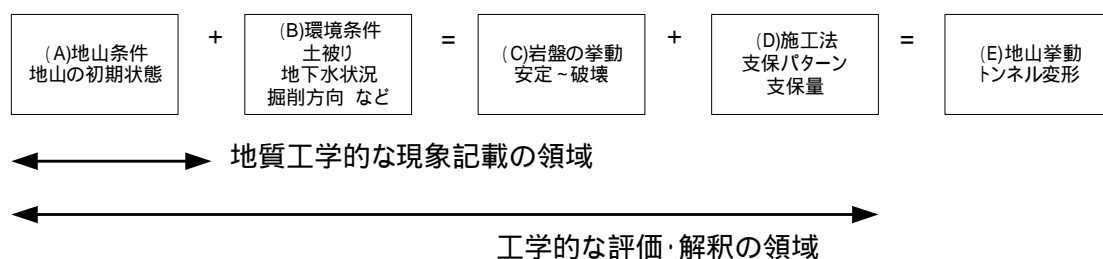 (A)地山条件
地山の初期状態
+
(B)環境条件
土被り
地下水状況
掘削方向 など
=
(C)岩盤の挙動
安定~破壊
+
(D)施工法
支保パターン
支保量
=
(E)地山挙動
トンネル変形
地質工学的な現象記載の領域
工学的な評価・解釈の領域